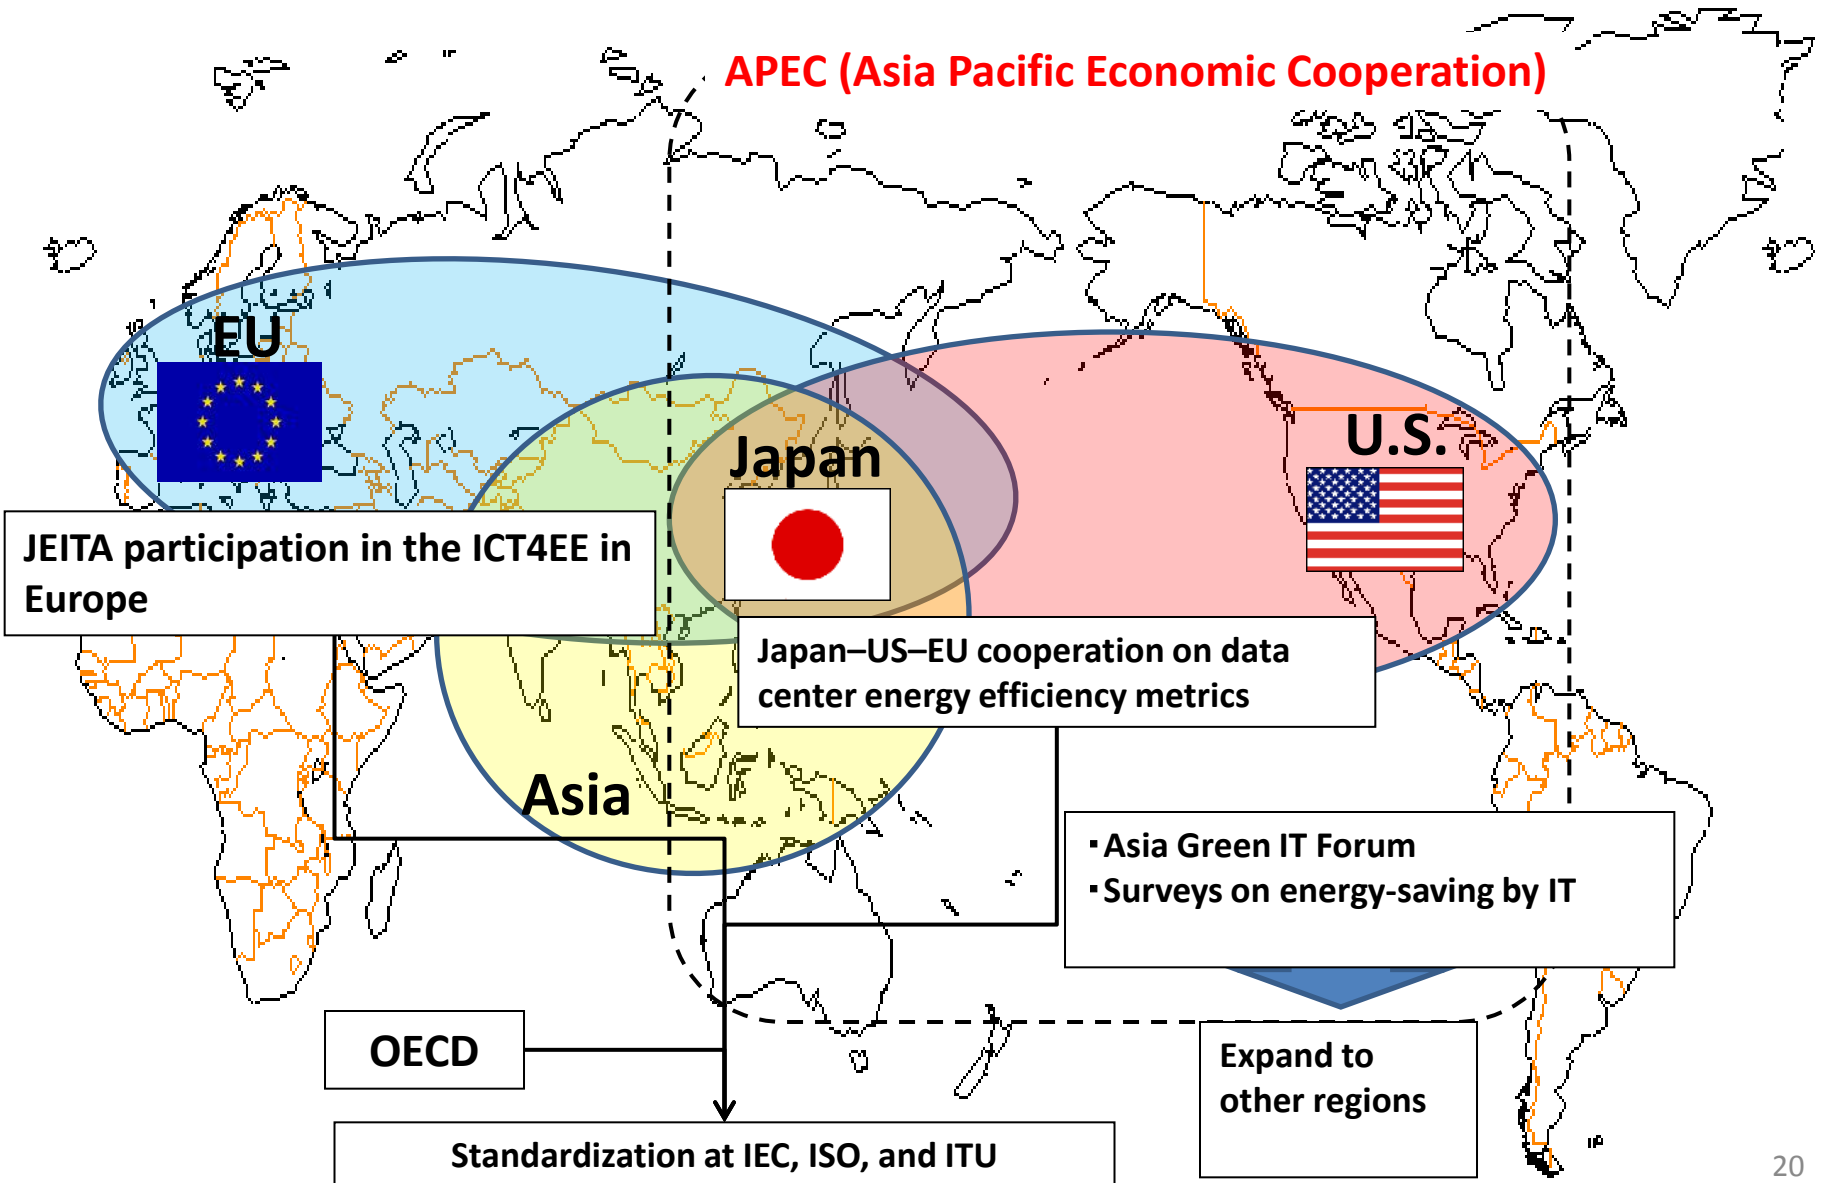 APEC (Asia Pacific Economic Cooperation)
EU
U.S.
Japan
JEITA participation in the ICT4EE in
Europe
Japan–US–EU cooperation on data
center energy efficiency metrics
Asia
･Asia Green IT Forum
･Surveys on energy-saving by IT
OECD
Expand to
other regions
Standardization at IEC, ISO, and ITU
20